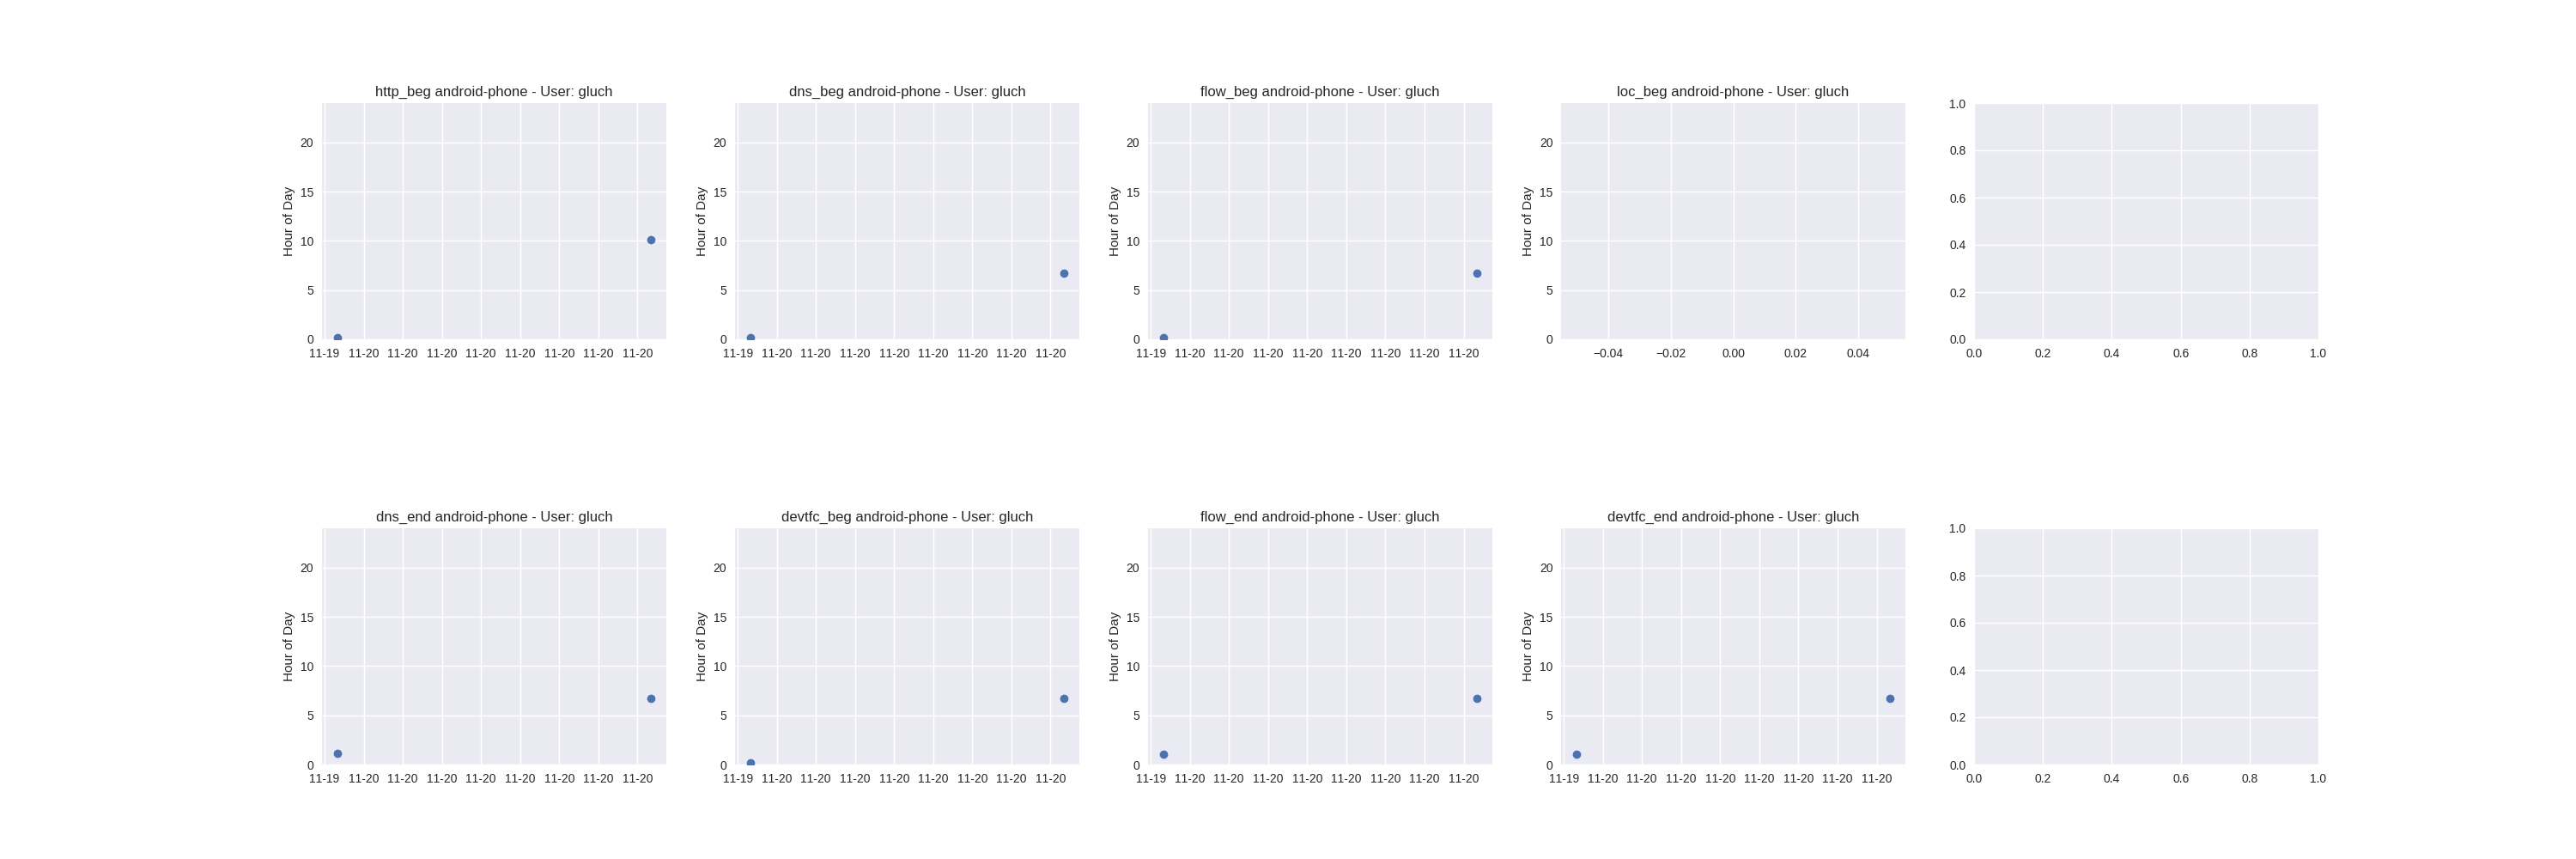 http_beg android-phone - User: gluch
Hour of Day
20
15
10
5
0
11-19 11-20 11-20 11-20 11-20 11-20 11-20 11-20 11-20
dns_beg android-phone - User: gluch
Hour of Day
20
15
10
5
0
11-19 11-20 11-20 11-20 11-20 11-20 11-20 11-20 11-20
flow_beg android-phone - User: gluch
Hour of Day
20
15
10
5
0
11-19 11-20 11-20 11-20 11-20 11-20 11-20 11-20 11-20
loc_beg android-phone - User: gluch
Hour of Day
20
15
10
5
0
−0.04 −0.02 0.00 0.02 0.04
1.0
0.8
0.6
0.4
0.2
0.0
0.0 0.2 0.4 0.6 0.8 1.0
dns_end android-phone - User: gluch
Hour of Day
20
15
10
5
0
11-19 11-20 11-20 11-20 11-20 11-20 11-20 11-20 11-20
devtfc_beg android-phone - User: gluch
Hour of Day
20
15
10
5
0
11-19 11-20 11-20 11-20 11-20 11-20 11-20 11-20 11-20
flow_end android-phone - User: gluch
Hour of Day
20
15
10
5
0
11-19 11-20 11-20 11-20 11-20 11-20 11-20 11-20 11-20
devtfc_end android-phone - User: gluch
Hour of Day
20
15
10
5
0
11-19 11-20 11-20 11-20 11-20 11-20 11-20 11-20 11-20
1.0
0.8
0.6
0.4
0.2
0.0
0.0 0.2 0.4 0.6 0.8 1.0